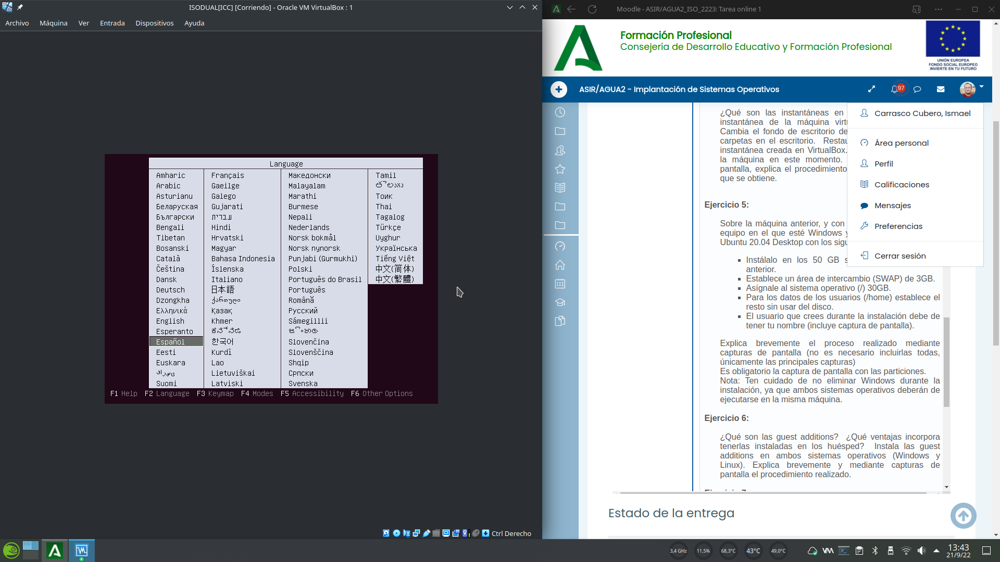 ISODUAL[ICC] [Corriendo] - Oracle VM VirtualBox : 1
Archivo Máquina Ver Entrada Dispositivos Ayuda
Language
Amharic
Arabic
Asturianu
Беларуская
Български
Bengali
Tibetan
Bosanski
Català
Čeština
Dansk
Deutsch
Dzongkha
Ελληνικά
English
Esperanto
Español
Eesti
Euskara
Suomi
Français
Gaeilge
Galego
Gujarati
עברית
Hindi
Hrvatski
Magyar
Bahasa Indonesia
Íslenska
Italiano
日本語
ქართული
Қазақ
Khmer
ಕನ್ನಡ
한국어
Kurdî
Lao
Lietuviškai
Latviski
Македонски
Malayalam
Marathi
Burmese
Nepali
Nederlands
Norsk bokmål
Norsk nynorsk
Punjabi (Gurmukhi)
Polski
Português do Brasil
Português
Română
Русский
Sámegillii
සිංහල
Slovenčina
Slovenščina
Shqip
Српски
Svenska
Tamil
తెలుగు
Тоик
Thai
Tagalog
Türkçe
Uyghur
Українська
Tiếng Việt
中文(简体)
中文(繁體)
F1 Help F2 Language F3 Keymap F4 Modes F5 Accessibility F6 Other Options
Ctrl Derecho
Moodle - ASIR/AGUA2_ISO_2223: Tarea online 1
Formación Profesional
Consejería de Desarrollo Educativo y Formación Profesional
UNIÓN EUROPEA
FONDO SOCIAL EUROPEO
INVIERTE EN TU FUTURO
ASIR/AGUA2 - Implantación de Sistemas Operativos
97
¿Qué son las instantáneas en
instantánea de la máquina virtu
Cambia el fondo de escritorio de
carpetas en el escritorio. Restau
instantánea creada en VirtualBox.
la máquina en este momento.
pantalla, explica el procedimiento
que se obtiene.
Carrasco Cubero, Ismael
Área personal
Perfil
Calificaciones
Mensajes
Preferencias
Cerrar sesión
Ejercicio 5:
Sobre la máquina anterior, y con
equipo en el que esté Windows y
Ubuntu 20.04 Desktop con los sigu
Instálalo en los 50 GB s
anterior.
Establece un área de intercambio (SWAP) de 3GB.
Asígnale al sistema operativo (/) 30GB.
Para los datos de los usuarios (/home) establece el
resto sin usar del disco.
El usuario que crees durante la instalación debe de
tener tu nombre (incluye captura de pantalla).
Explica brevemente el proceso realizado mediante
capturas de pantalla (no es necesario incluirlas todas,
únicamente las principales capturas)
Es obligatorio la captura de pantalla con las particiones.
Nota: Ten cuidado de no eliminar Windows durante la
instalación, ya que ambos sistemas operativos deberán de
ejecutarse en la misma máquina.
Ejercicio 6:
¿Qué son las guest additions? ¿Qué ventajas incorpora
tenerlas instaladas en los huésped? Instala las guest
additions en ambos sistemas operativos (Windows y
Linux). Explica brevemente y mediante capturas de
pantalla el procedimiento realizado.
Estado de la entrega
3,4 GHz 11,5% 68,3°C 43°C 49,0°C
13:43
21/9/22